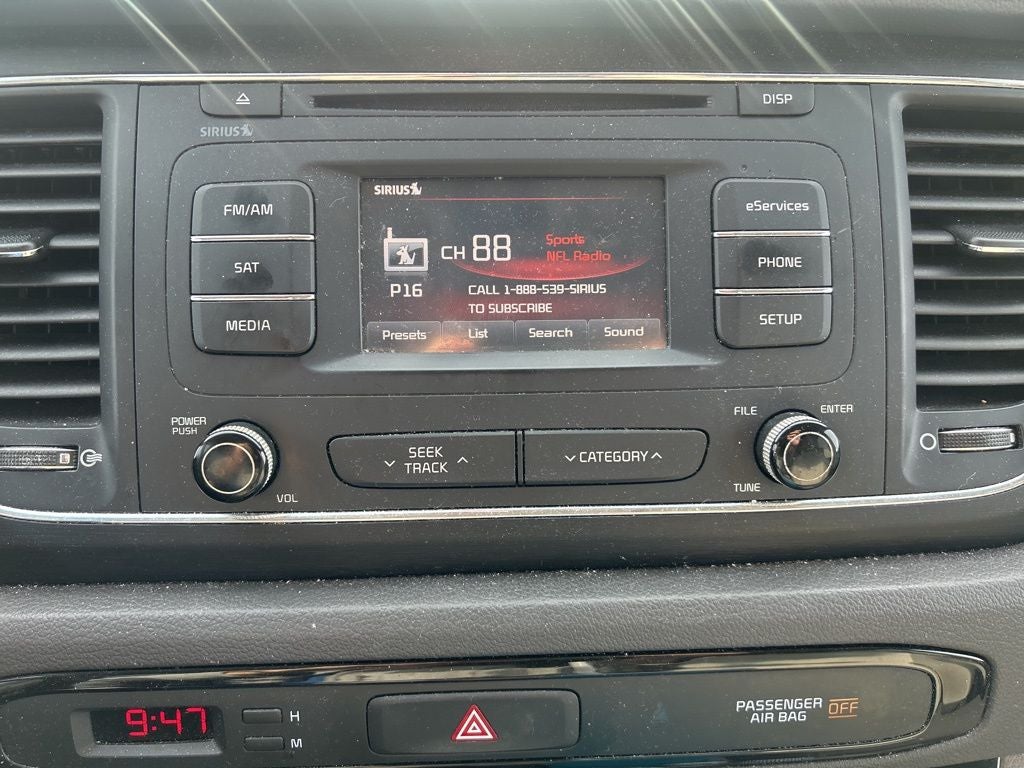 DISP
SIRIUS
SIRIUS
FM/AM
SAT
MEDIA
CH 88
Sports
NFL Radio
P16
CALL 1-888-539-SIRIUS
TO SUBSCRIBE
Presets List Search Sound
eServices
PHONE
SETUP
POWER
PUSH
VOL
SEEK
TRACK
CATEGORY
FILE
ENTER
TUNE
9:47
H
M
PASSENGER
AIR BAG
OFF